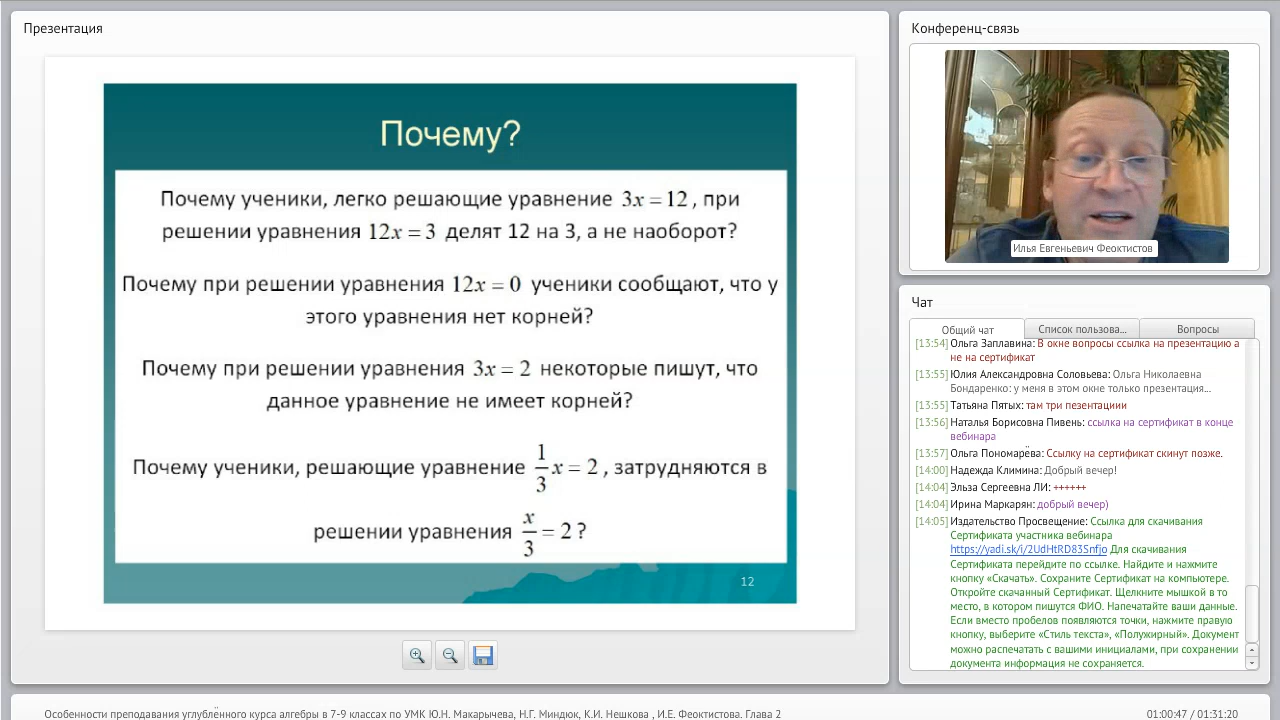 Презентация
Почему?
Почему ученики, легко решающие уравнение 3x = 12 , при
решении уравнения 12x = 3 делят 12 на 3, а не наоборот?
Почему при решении уравнения 12x = 0 ученики сообщают, что у
этого уравнения нет корней?
Почему при решении уравнения 3x = 2 некоторые пишут, что
данное уравнение не имеет корней?
Почему ученики, решающие уравнение 1/3 x = 2 , затрудняются в
решении уравнения x/3 = 2 ?
12
Конференц-связь
Илья Евгеньевич Феоктистов
Чат
Общий чат
Список пользова...
Вопросы
[13:54] Ольга Заплавина: В окне вопросы ссылка на презентацию а
не на сертификат
[13:55] Юлия Александровна Соловьева: Ольга Николаевна
Бондаренко: у меня в этом окне только презентация...
[13:55] Татьяна Пятых: там три пезентациии
[13:56] Наталья Борисовна Пивень: ссылка на сертификат в конце
вебинара
[13:57] Ольга Пономарёва: Ссылку на сертификат скинут позже.
[14:00] Надежда Климина: Добрый вечер!
[14:04] Эльза Сергеевна ЛИ: ++++++
[14:04] Ирина Маркарян: добрый вечер)
[14:05] Издательство Просвещение: Ссылка для скачивания
Сертификата участника вебинара
https://yadi.sk/i/2UdHtRD83Snfjo Для скачивания
Сертификата перейдите по ссылке. Найдите и нажмите
кнопку «Скачать». Сохраните Сертификат на компьютере.
Откройте скачанный Сертификат. Щелкните мышкой в то
место, в котором пишутся ФИО. Напечатайте ваши данные.
Если вместо пробелов появляются точки, нажмите правую
кнопку, выберите «Стиль текста», «Полужирный». Документ
можно распечатать с вашими инициалами, при сохранении
документа информация не сохраняется.
Особенности преподавания углублённого курса алгебры в 7-9 классах по УМК Ю.Н. Макарычева, Н.Г. Миндюк, К.И. Нешкова , И.Е. Феоктистова. Глава 2
01:00:47 / 01:31:20